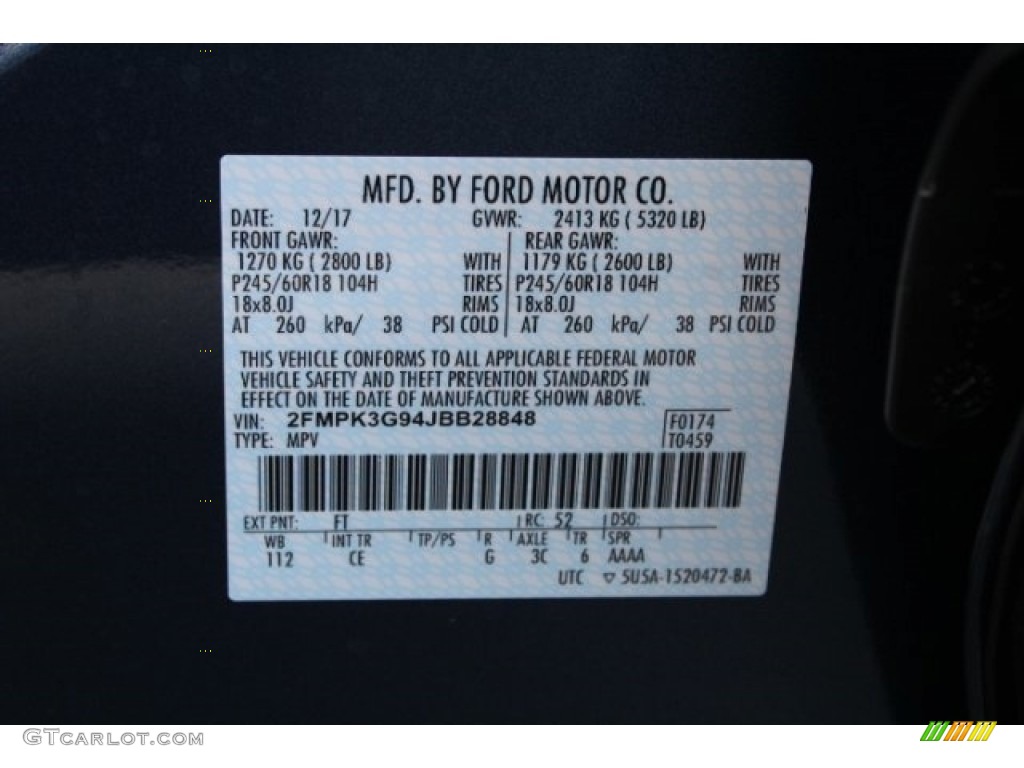 MFD. BY FORD MOTOR CO.
DATE: 12/17 GVWR: 2413 KG ( 5320 LB)
FRONT GAWR: REAR GAWR:
1270 KG ( 2800 LB) WITH 1179 KG ( 2600 LB) WITH
P245/60R18 104H TIRES P245/60R18 104H TIRES
18x8.0J RIMS 18x8.0J RIMS
AT 260 kPa/ 38 PSI COLD AT 260 kPa/ 38 PSI COLD
THIS VEHICLE CONFORMS TO ALL APPLICABLE FEDERAL MOTOR
VEHICLE SAFETY AND THEFT PREVENTION STANDARDS IN
EFFECT ON THE DATE OF MANUFACTURE SHOWN ABOVE.
VIN: 2FMPK3G94JBB28848 F0174
TYPE: MPV T0459
EXT PNT: FT RC: 52 DSO:
WB INT TR TP/PS R AXLE TR SPR
112 CE G 3C 6 AAAA
UTC ▽ 5U5A-1520472-BA
GTCARLOT.COM